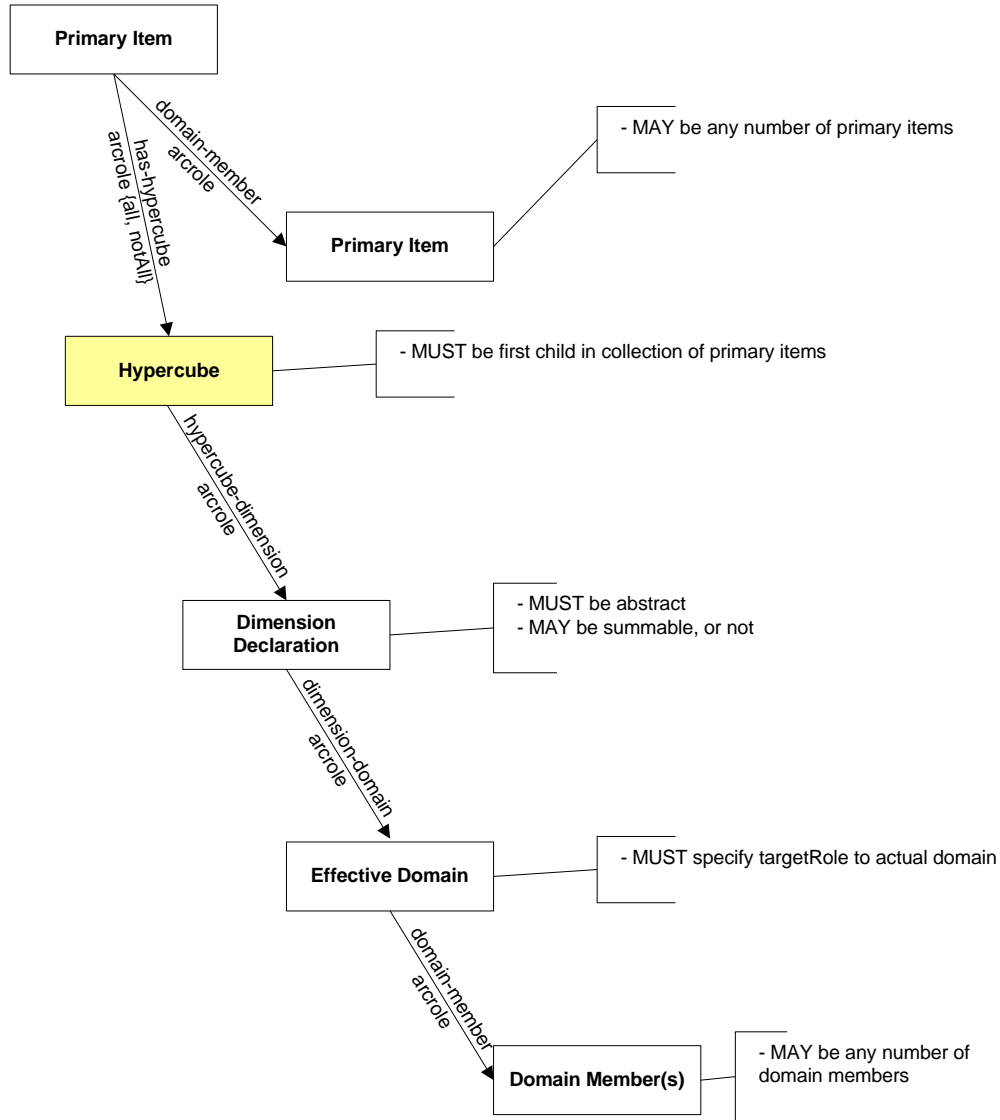 Primary Item
domain-member
arcrole
has-hypercube
arcrole {all, notAll}
- MAY be any number of primary items
Primary Item
Hypercube
- MUST be first child in collection of primary items
hypercube-dimension
arcrole
Dimension
Declaration
- MUST be abstract
- MAY be summable, or not
dimension-domain
arcrole
Effective Domain
- MUST specify targetRole to actual domain
domain-member
arcrole
Domain Member(s)
- MAY be any number of
domain members